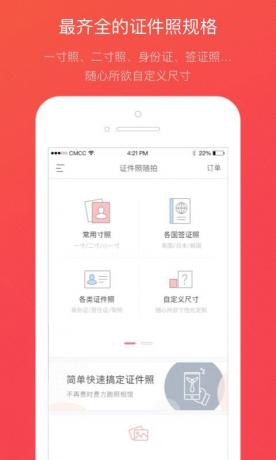 最齐全的证件照规格
一寸照、二寸照、身份证、签证照...
随心所欲自定义尺寸
CMCC 4:21 PM 22%
证件照随拍 订单
常用寸照 各国签证照
一寸/二寸/小一寸 美国/日本/韩国
各类证件照 自定义尺寸
身份证/居住证/驾照 随心所欲个性化定制
简单快速搞定证件照
不再费时费力跑照相馆